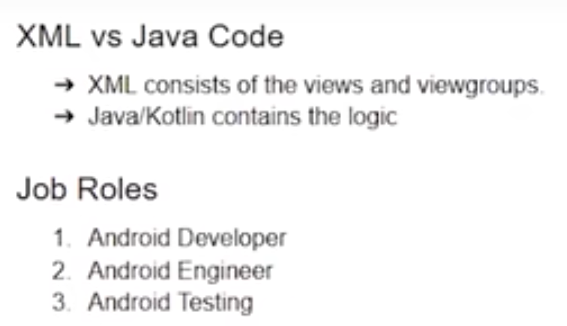 XML vs Java Code
➔ XML consists of the views and viewgroups.
➔ Java/Kotlin contains the logic
Job Roles
1. Android Developer
2. Android Engineer
3. Android Testing